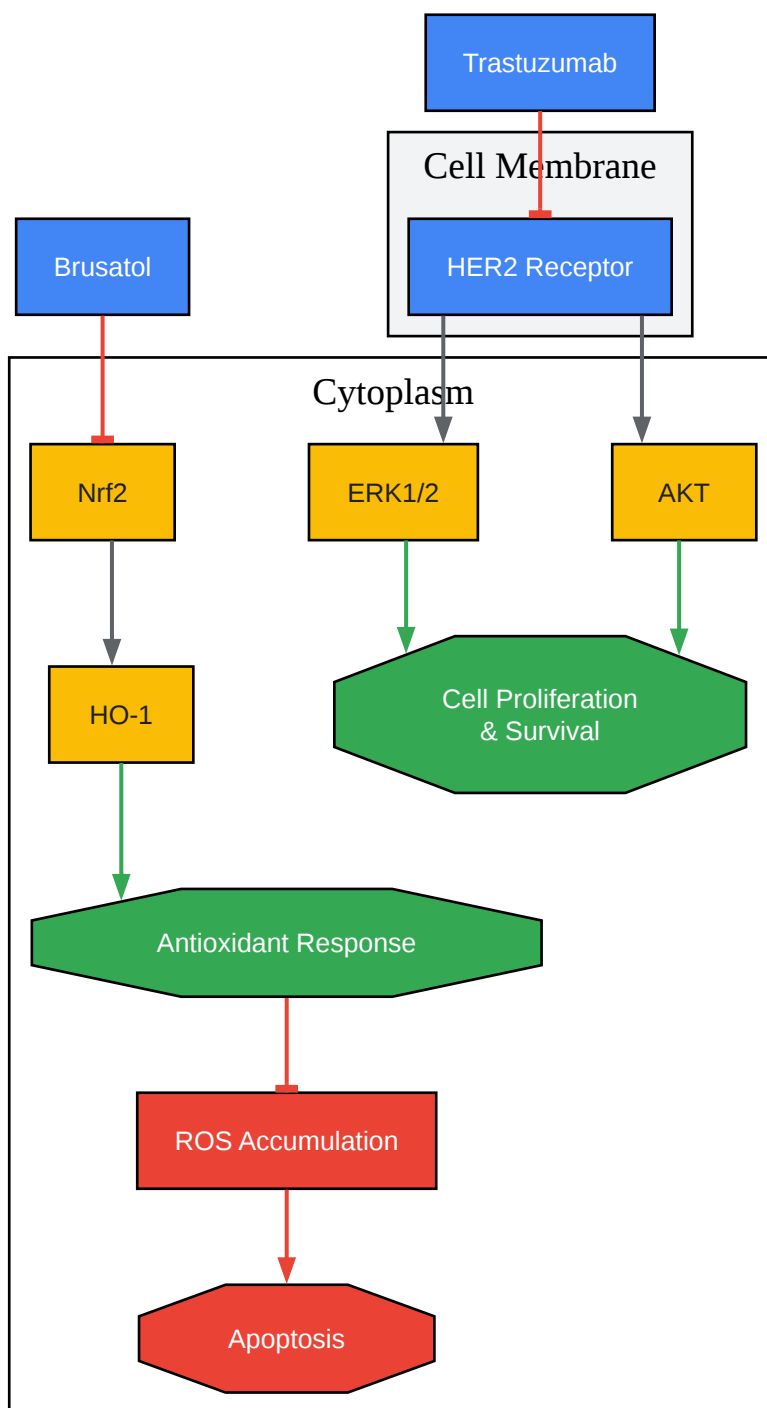 Trastuzumab
Cell Membrane
Brusatol
HER2 Receptor
Cytoplasm
Nrf2
ERK1/2
AKT
HO-1
Cell Proliferation
& Survival
Antioxidant Response
ROS Accumulation
Apoptosis